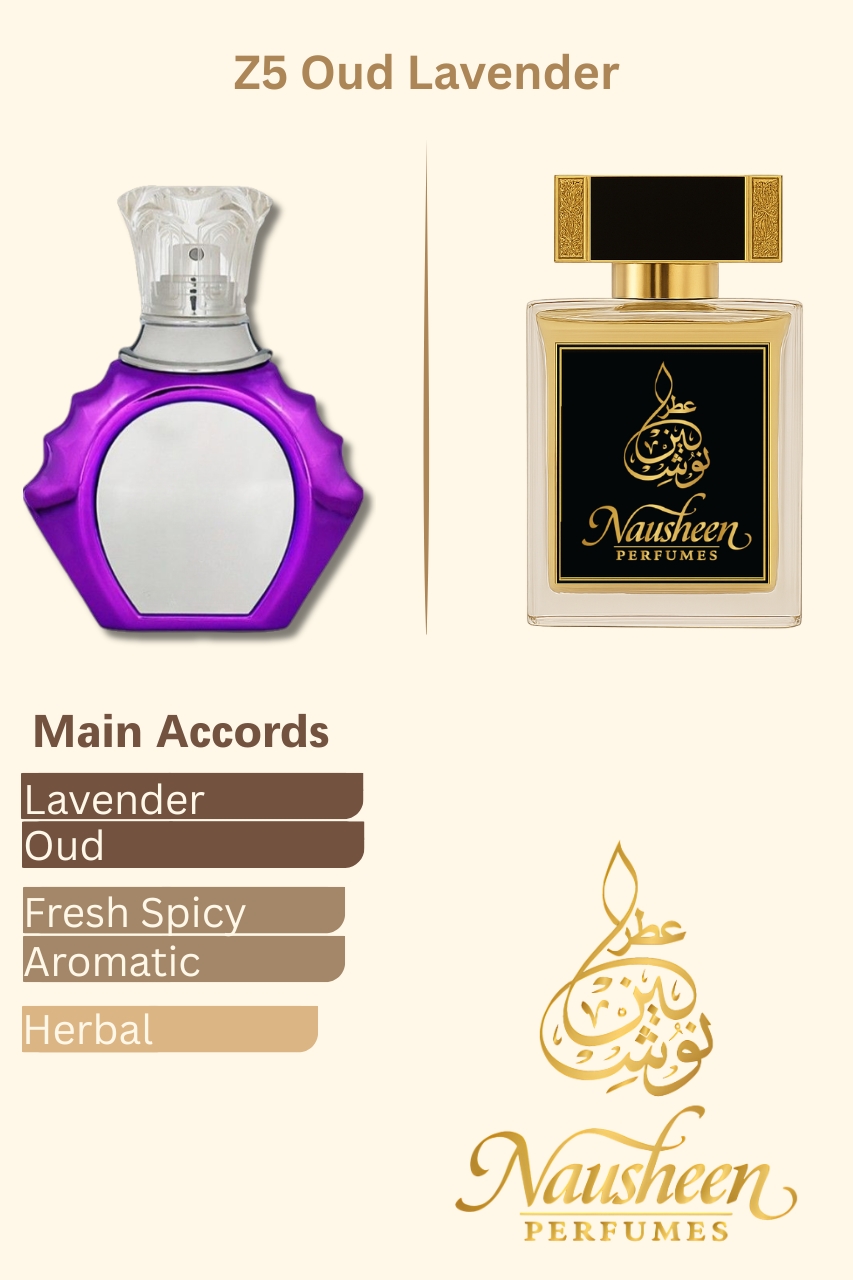 Z5 Oud Lavender
عطر
نوشين
Nausheen
PERFUMES
Main Accords
Lavender
Oud
Fresh Spicy
Aromatic
Herbal
عطر
نوشين
Nausheen
PERFUMES